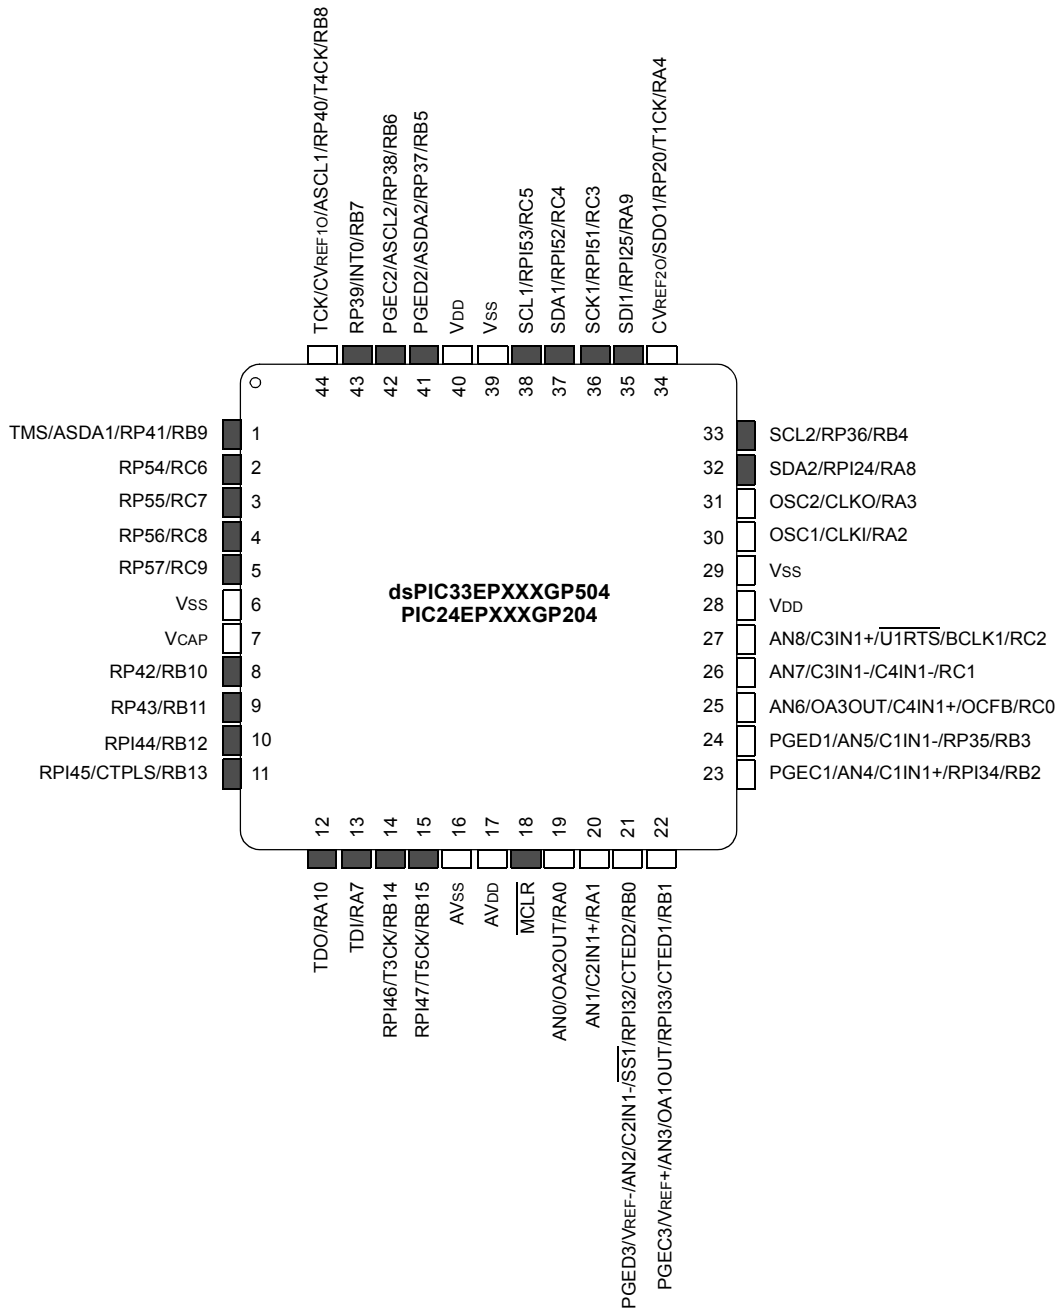 TCK/CVREF1O/ASCL1/RP40/T4CK/RB8
RP39/INT0/RB7
PGEC2/ASCL2/RP38/RB6
PGED2/ASDA2/RP37/RB5
VDD
VSS
SCL1/RPI53/RC5
SDA1/RPI52/RC4
SCK1/RPI51/RC3
SDI1/RPI25/RA9
CVREF2O/SDO1/RP20/T1CK/RA4
44 43 42 41 40 39 38 37 36 35 34
TMS/ASDA1/RP41/RB9 1
RP54/RC6 2
RP55/RC7 3
RP56/RC8 4
RP57/RC9 5
VSS 6
VCAP 7
RP42/RB10 8
RP43/RB11 9
RPI44/RB12 10
RPI45/CTPLS/RB13 11
dsPIC33EPXXXGP504
PIC24EPXXXGP204
33 SCL2/RP36/RB4
32 SDA2/RPI24/RA8
31 OSC2/CLKO/RA3
30 OSC1/CLKI/RA2
29 VSS
28 VDD
27 AN8/C3IN1+/U1RTS/BCLK1/RC2
26 AN7/C3IN1-/C4IN1-/RC1
25 AN6/OA3OUT/C4IN1+/OCFB/RC0
24 PGED1/AN5/C1IN1-/RP35/RB3
23 PGEC1/AN4/C1IN1+/RPI34/RB2
12 13 14 15 16 17 18 19 20 21 22
TDO/RA10
TDI/RA7
RPI46/T3CK/RB14
RPI47/T5CK/RB15
AVSS
AVDD
MCLR
AN0/OA2OUT/RA0
AN1/C2IN1+/RA1
PGED3/VREF-/AN2/C2IN1-/SS1/RPI32/CTED2/RB0
PGEC3/VREF+/AN3/OA1OUT/RPI33/CTED1/RB1